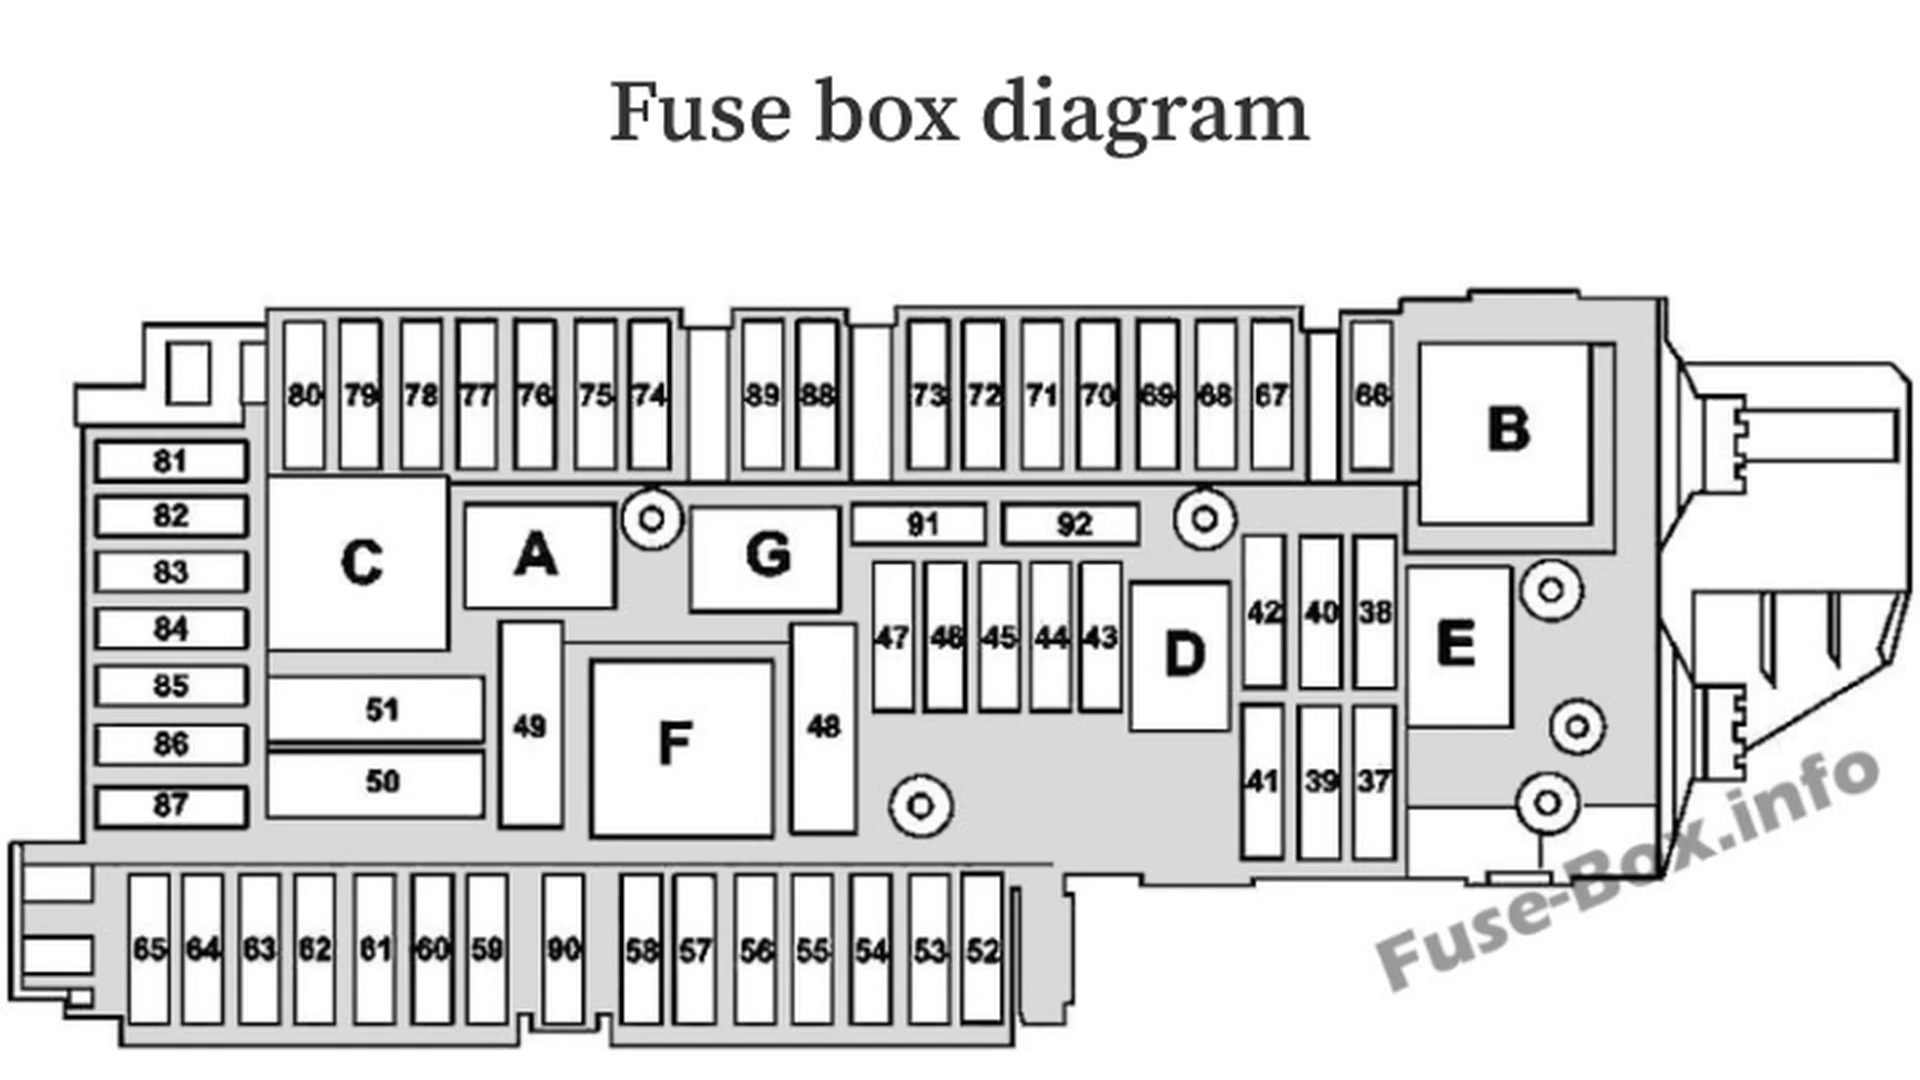 Fuse box diagram
80 79 78 77 76 75 74 89 88 73 72 71 70 69 68 67 66
B
81
82
83
84
85
86
87
C
A
G
91
92
47 46 45 44 43
D
42 40 38
E
51
50
49
F
48
41 39 37
65 64 63 62 61 60 59 90 58 57 56 55 54 53 52
Fuse-Box.info